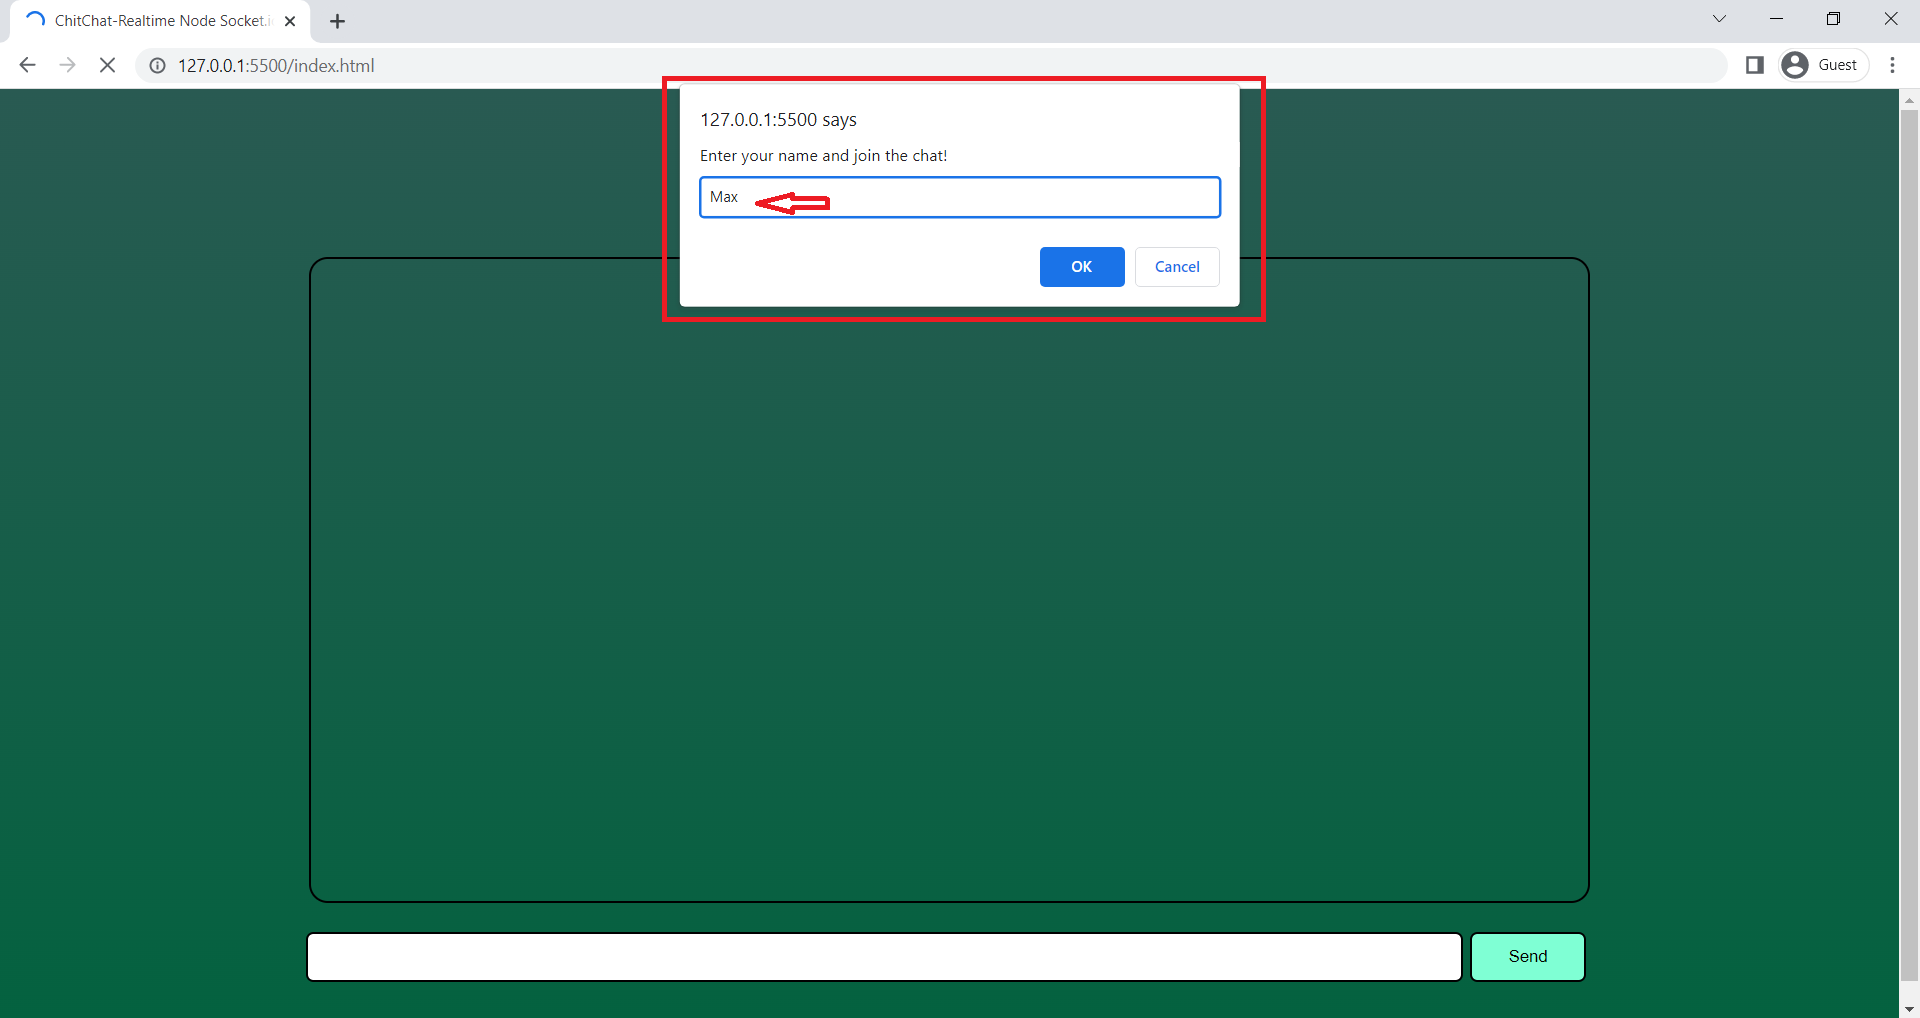 ChitChat-Realtime Node Socket.i
127.0.0.1:5500/index.html
Guest
127.0.0.1:5500 says
Enter your name and join the chat!
Max
OK
Cancel
Send